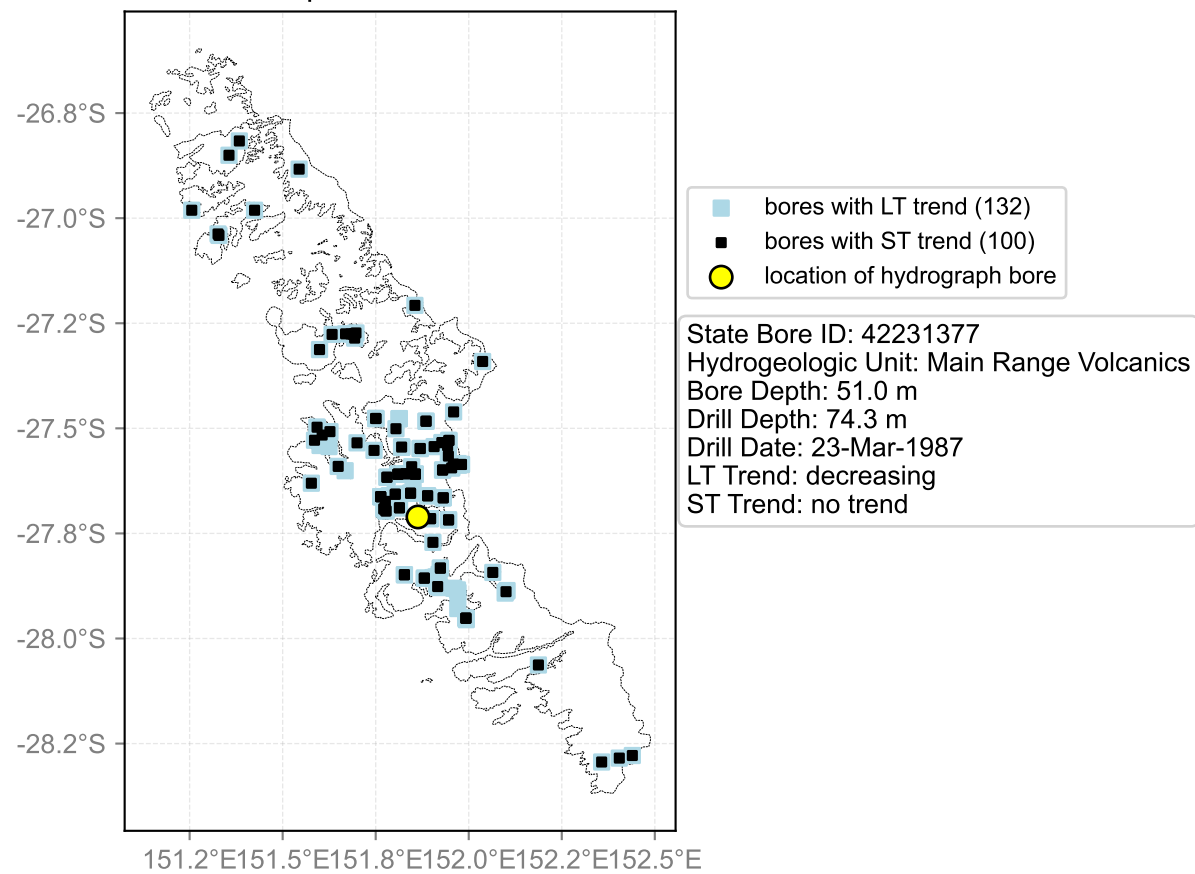 -26.8°S
-27.0°S
-27.2°S
-27.5°S
-27.8°S
-28.0°S
-28.2°S
151.2°E151.5°E151.8°E152.0°E152.2°E152.5°E
bores with LT trend (132)
bores with ST trend (100)
location of hydrograph bore
State Bore ID: 42231377
Hydrogeologic Unit: Main Range Volcanics
Bore Depth: 51.0 m
Drill Depth: 74.3 m
Drill Date: 23-Mar-1987
LT Trend: decreasing
ST Trend: no trend